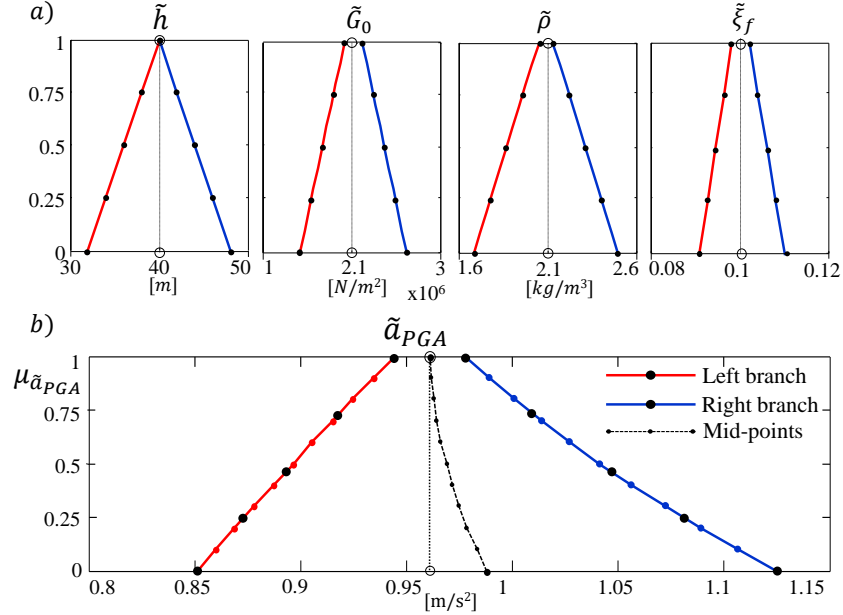 a) h̃ G̃₀ ρ̃ ξ̃_f
1
0.75
0.5
0.25
0
30 40 50 1 2.1 3 1.6 2.1 2.6 0.08 0.1 0.12
[m] [N/m²] x10⁶ [kg/m³]
b) ã_PGA
μ_ã_PGA
1
0.75
0.5
0.25
0
Left branch
Right branch
Mid-points
0.8 0.85 0.9 0.95 1 1.05 1.1 1.15
[m/s²]